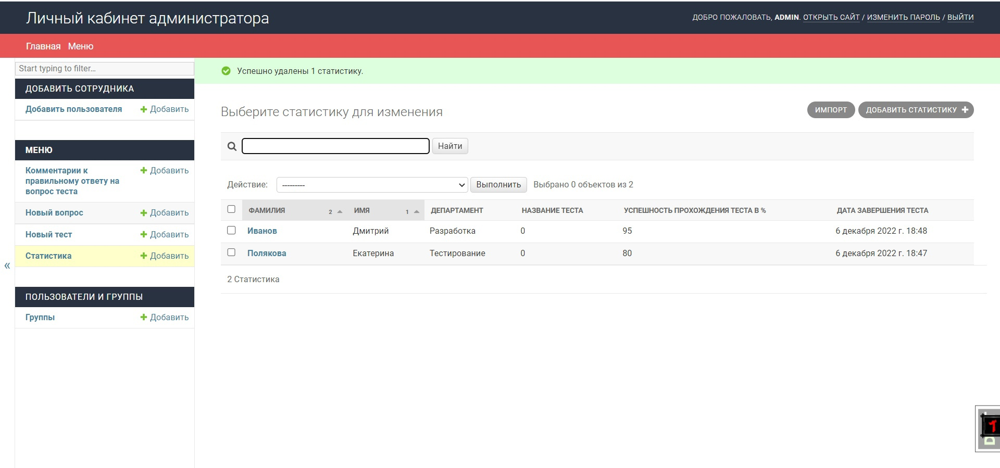 Личный кабинет администратора
ДОБРО ПОЖАЛОВАТЬ, ADMIN. ОТКРЫТЬ САЙТ / ИЗМЕНИТЬ ПАРОЛЬ / ВЫЙТИ
Главная Меню
Start typing to filter...
ДОБАВИТЬ СОТРУДНИКА
Добавить пользователя Добавить
МЕНЮ
Комментарии к Добавить
правильному ответу на
вопрос теста
Новый вопрос Добавить
Новый тест Добавить
Статистика Добавить
«
ПОЛЬЗОВАТЕЛИ И ГРУППЫ
Группы Добавить
Успешно удалены 1 статистику.
Выберите статистику для изменения
ИМПОРТ ДОБАВИТЬ СТАТИСТИКУ
Найти
Действие: --------- Выполнить Выбрано 0 объектов из 2
ФАМИЛИЯ 2 ИМЯ 1 ДЕПАРТАМЕНТ НАЗВАНИЕ ТЕСТА УСПЕШНОСТЬ ПРОХОЖДЕНИЯ ТЕСТА В % ДАТА ЗАВЕРШЕНИЯ ТЕСТА
Иванов Дмитрий Разработка 0 95 6 декабря 2022 г. 18:48
Полякова Екатерина Тестирование 0 80 6 декабря 2022 г. 18:47
2 Статистика